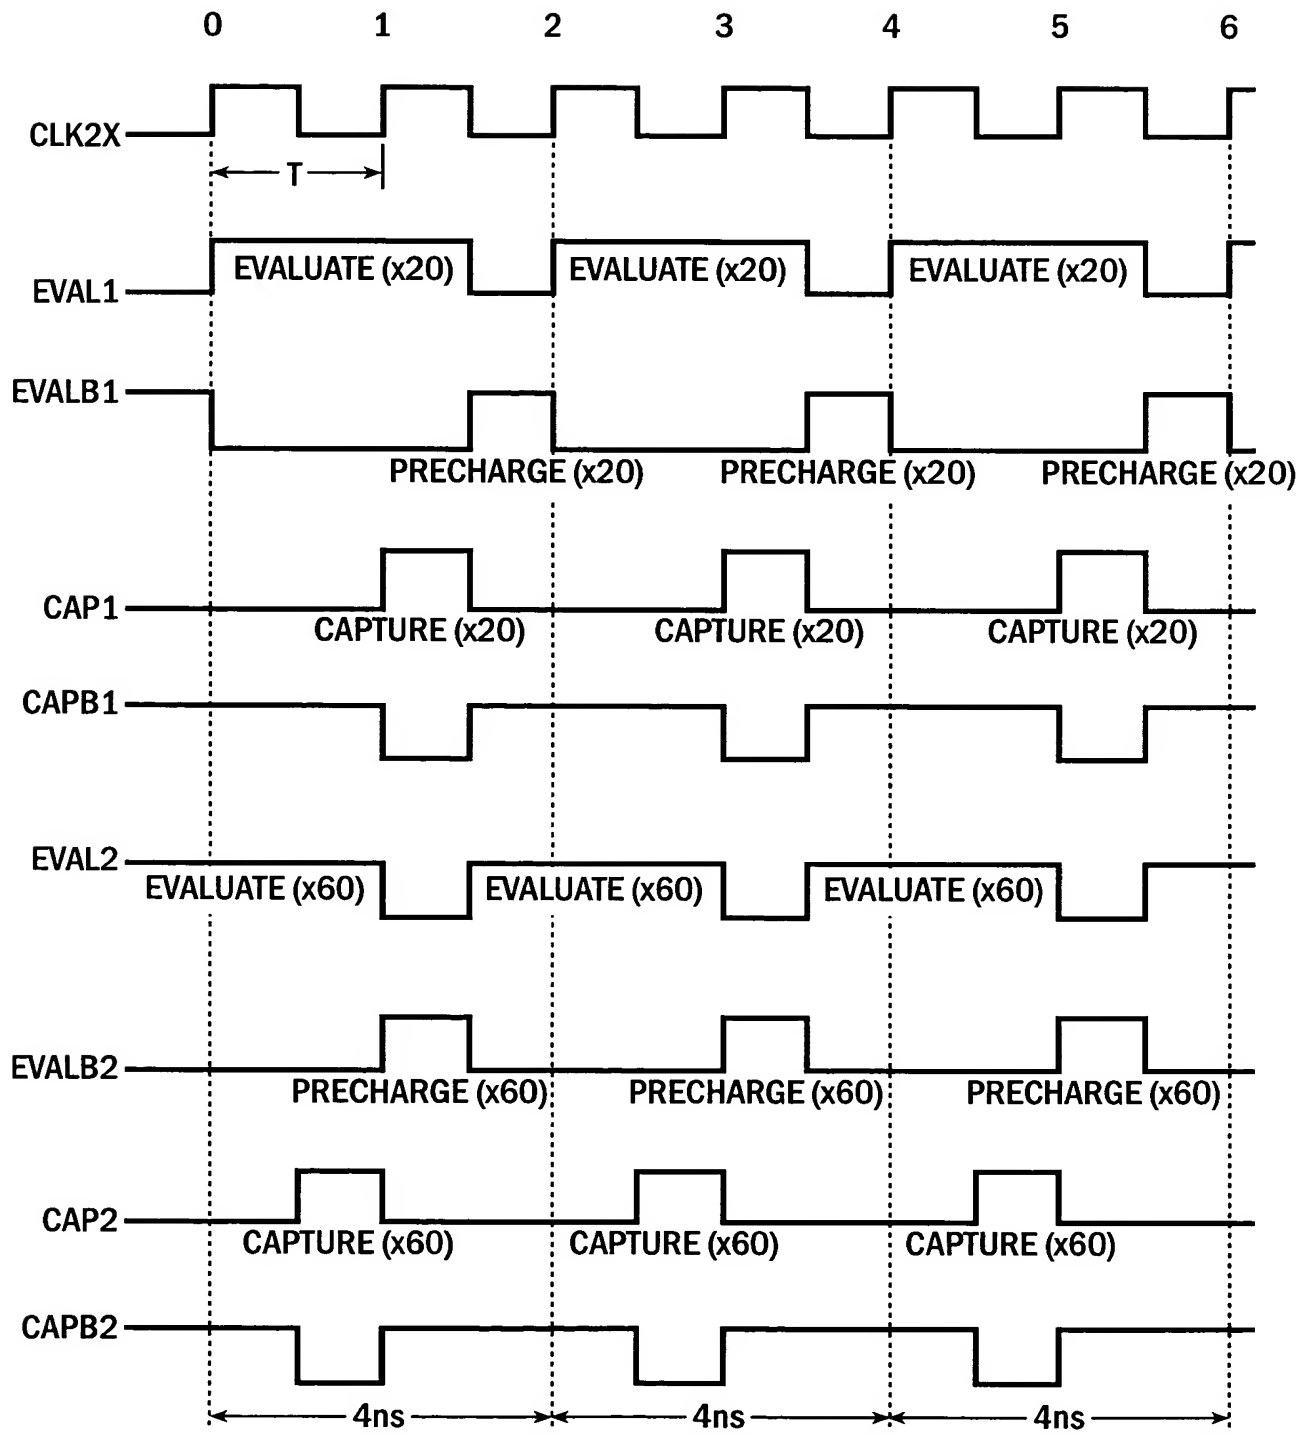 0 1 2 3 4 5 6
CLK2X
T
EVAL1
EVALUATE (x20) EVALUATE (x20) EVALUATE (x20)
EVALB1
PRECHARGE (x20) PRECHARGE (x20) PRECHARGE (x20)
CAP1
CAPTURE (x20) CAPTURE (x20) CAPTURE (x20)
CAPB1
EVAL2
EVALUATE (x60) EVALUATE (x60) EVALUATE (x60)
EVALB2
PRECHARGE (x60) PRECHARGE (x60) PRECHARGE (x60)
CAP2
CAPTURE (x60) CAPTURE (x60) CAPTURE (x60)
CAPB2
4ns 4ns 4ns